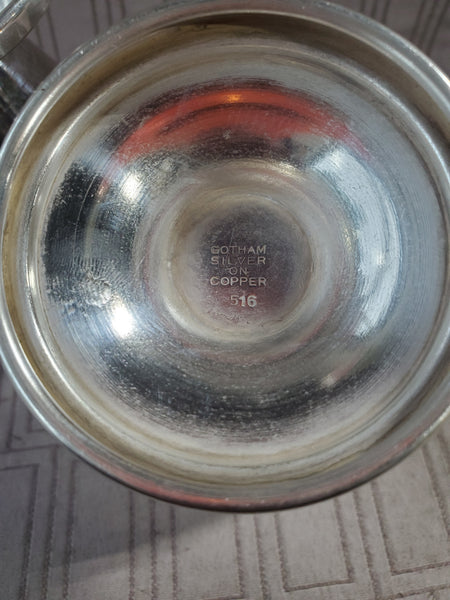 GOTHAM
SILVER
ON
COPPER
516